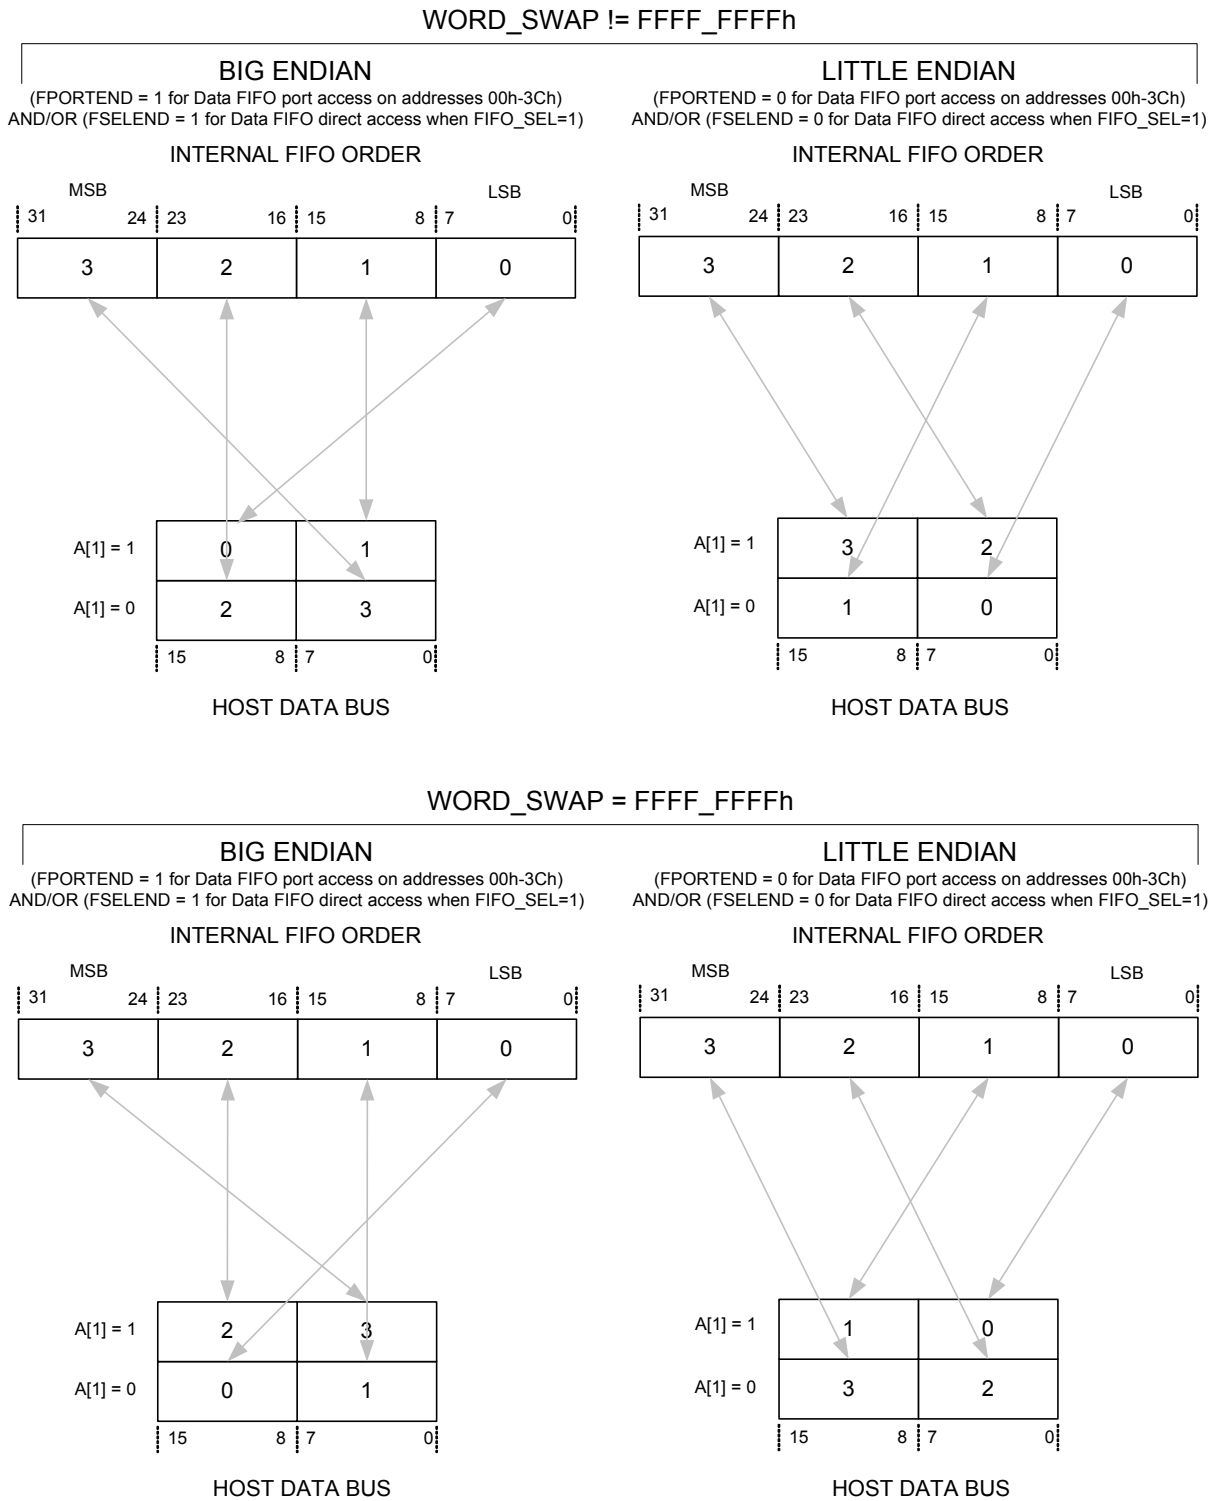 WORD_SWAP != FFFF_FFFFh
BIG ENDIAN
(FPORTEND = 1 for Data FIFO port access on addresses 00h-3Ch)
AND/OR (FSELEND = 1 for Data FIFO direct access when FIFO_SEL=1)
INTERNAL FIFO ORDER
MSB LSB
31 24 23 16 15 8 7 0
3 2 1 0
A[1] = 1 0 1
A[1] = 0 2 3
15 8 7 0
HOST DATA BUS
LITTLE ENDIAN
(FPORTEND = 0 for Data FIFO port access on addresses 00h-3Ch)
AND/OR (FSELEND = 0 for Data FIFO direct access when FIFO_SEL=1)
INTERNAL FIFO ORDER
MSB LSB
31 24 23 16 15 8 7 0
3 2 1 0
A[1] = 1 3 2
A[1] = 0 1 0
15 8 7 0
HOST DATA BUS
WORD_SWAP = FFFF_FFFFh
BIG ENDIAN
(FPORTEND = 1 for Data FIFO port access on addresses 00h-3Ch)
AND/OR (FSELEND = 1 for Data FIFO direct access when FIFO_SEL=1)
INTERNAL FIFO ORDER
MSB LSB
31 24 23 16 15 8 7 0
3 2 1 0
A[1] = 1 2 3
A[1] = 0 0 1
15 8 7 0
HOST DATA BUS
LITTLE ENDIAN
(FPORTEND = 0 for Data FIFO port access on addresses 00h-3Ch)
AND/OR (FSELEND = 0 for Data FIFO direct access when FIFO_SEL=1)
INTERNAL FIFO ORDER
MSB LSB
31 24 23 16 15 8 7 0
3 2 1 0
A[1] = 1 1 0
A[1] = 0 3 2
15 8 7 0
HOST DATA BUS